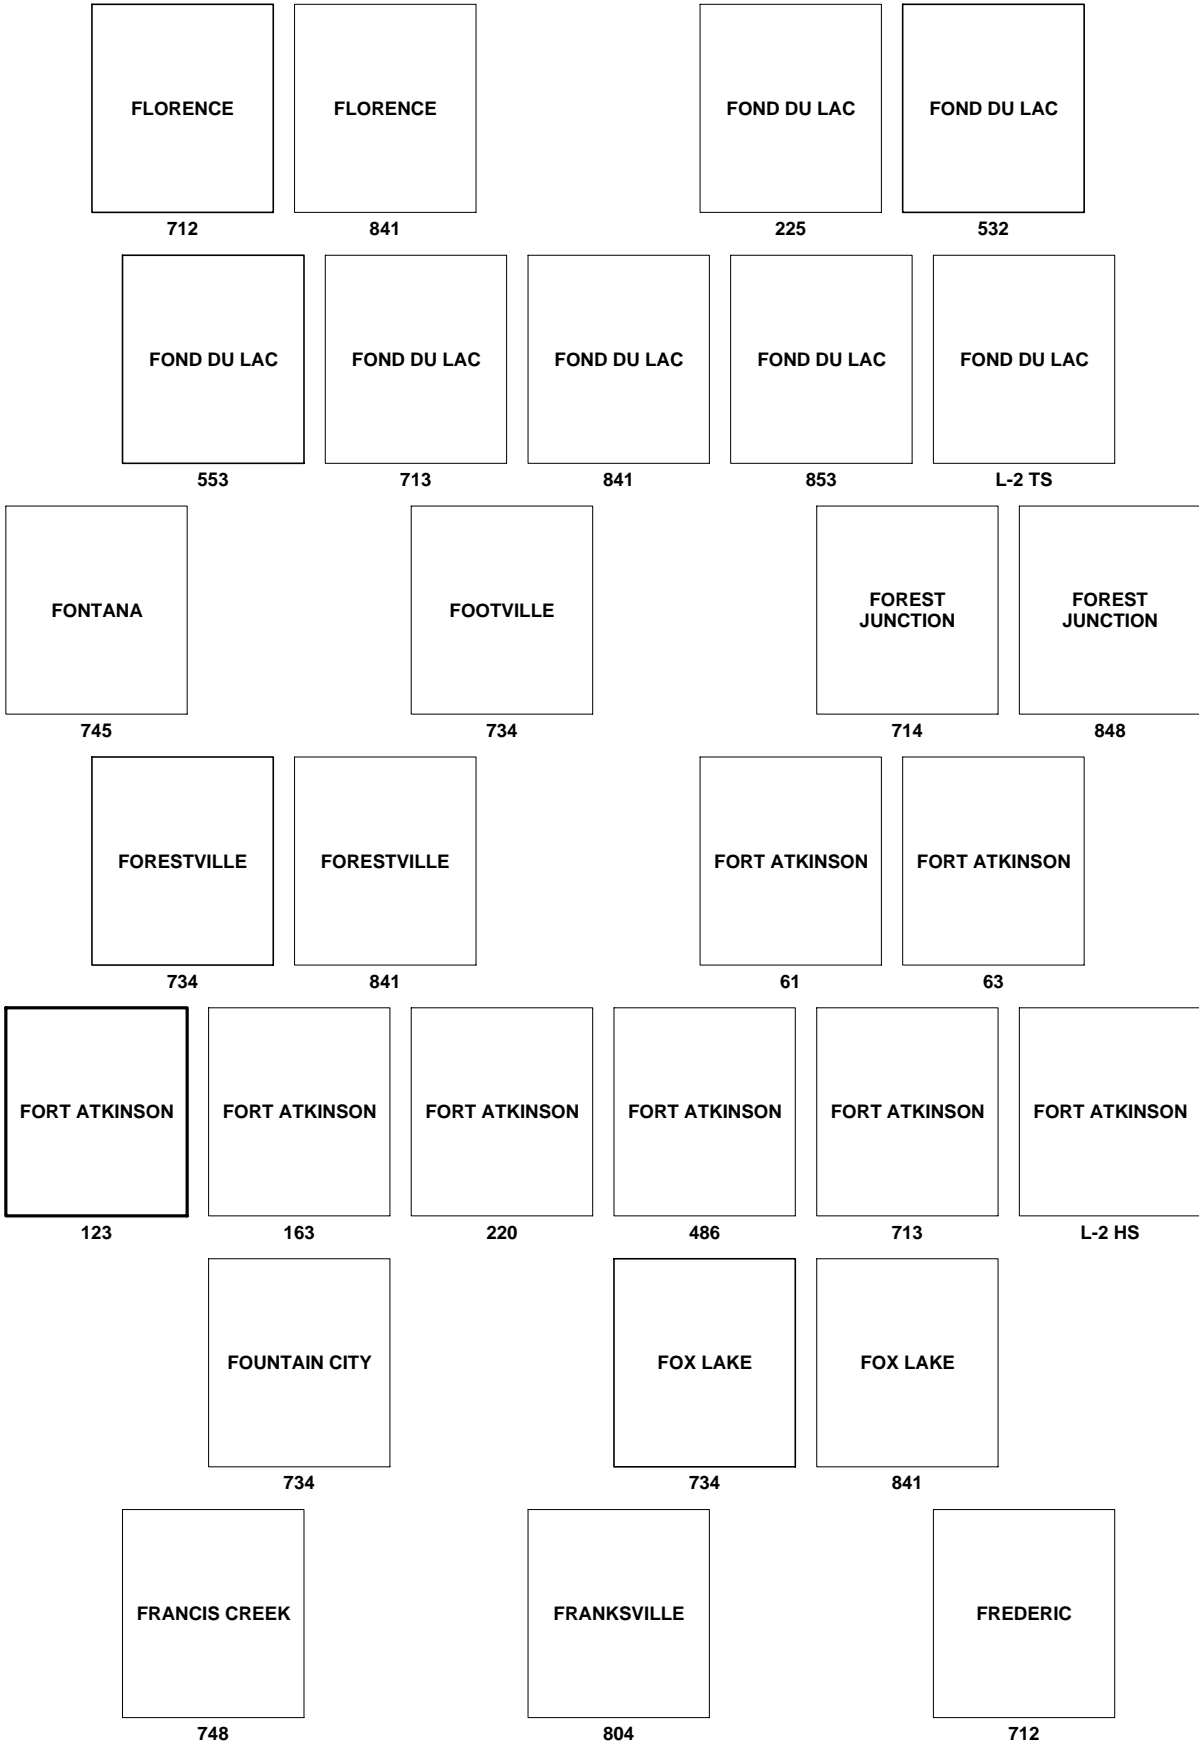 FLORENCE
712
FLORENCE
841
FOND DU LAC
225
FOND DU LAC
532
FOND DU LAC
553
FOND DU LAC
713
FOND DU LAC
841
FOND DU LAC
853
FOND DU LAC
L-2 TS
FONTANA
745
FOOTVILLE
734
FOREST
JUNCTION
714
FOREST
JUNCTION
848
FORESTVILLE
734
FORESTVILLE
841
FORT ATKINSON
61
FORT ATKINSON
63
FORT ATKINSON
123
FORT ATKINSON
163
FORT ATKINSON
220
FORT ATKINSON
486
FORT ATKINSON
713
FORT ATKINSON
L-2 HS
FOUNTAIN CITY
734
FOX LAKE
734
FOX LAKE
841
FRANCIS CREEK
748
FRANKSVILLE
804
FREDERIC
712